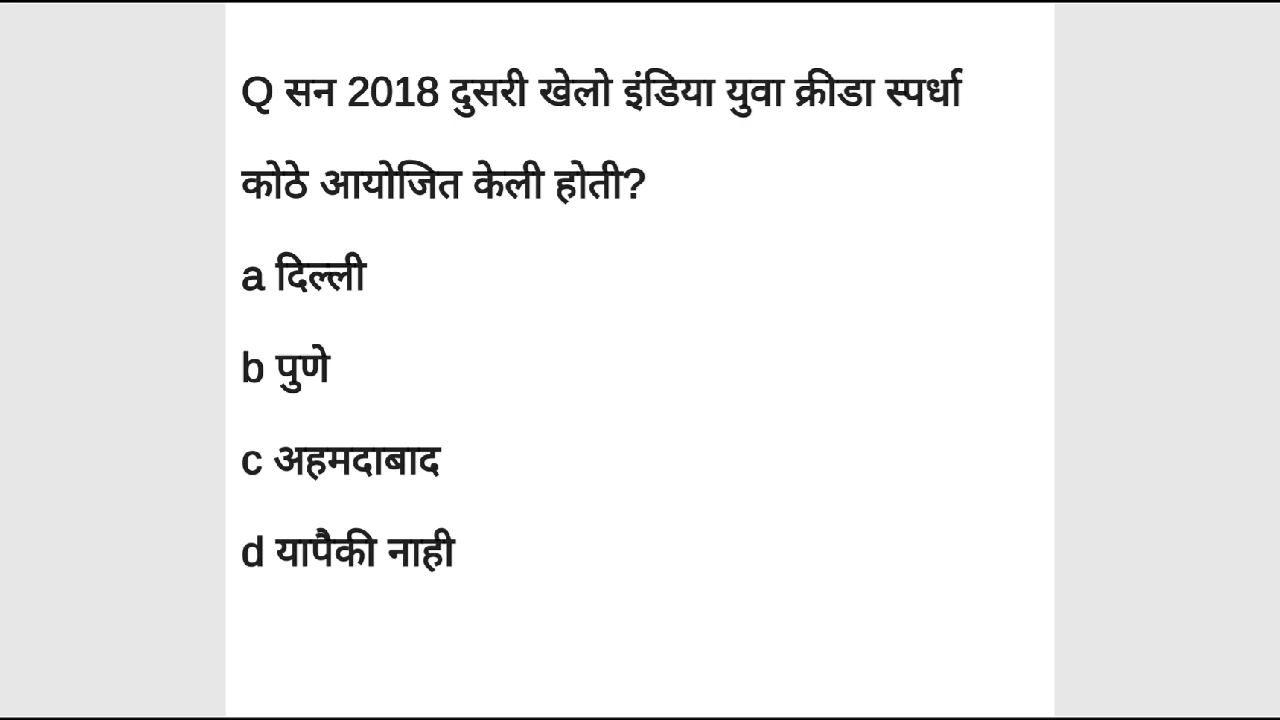 Q सन 2018 दुसरी खेलो इंडिया युवा क्रीडा स्पर्धा
कोठे आयोजित केली होती?
a दिल्ली
b पुणे
c अहमदाबाद
d यापैकी नाही